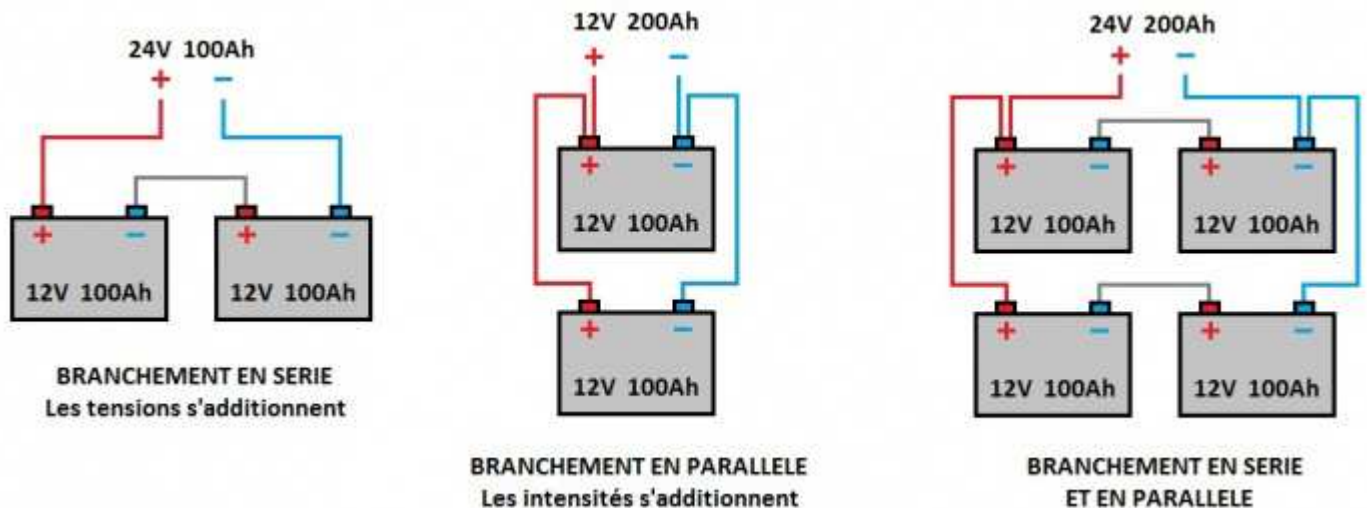 24V 100Ah
+ −
+ − + −
12V 100Ah 12V 100Ah
BRANCHEMENT EN SERIE
Les tensions s'additionnent
12V 200Ah
+ −
+ −
12V 100Ah
+ −
12V 100Ah
BRANCHEMENT EN PARALLELE
Les intensités s'additionnent
24V 200Ah
+ −
+ − + −
12V 100Ah 12V 100Ah
+ − + −
12V 100Ah 12V 100Ah
BRANCHEMENT EN SERIE
ET EN PARALLELE